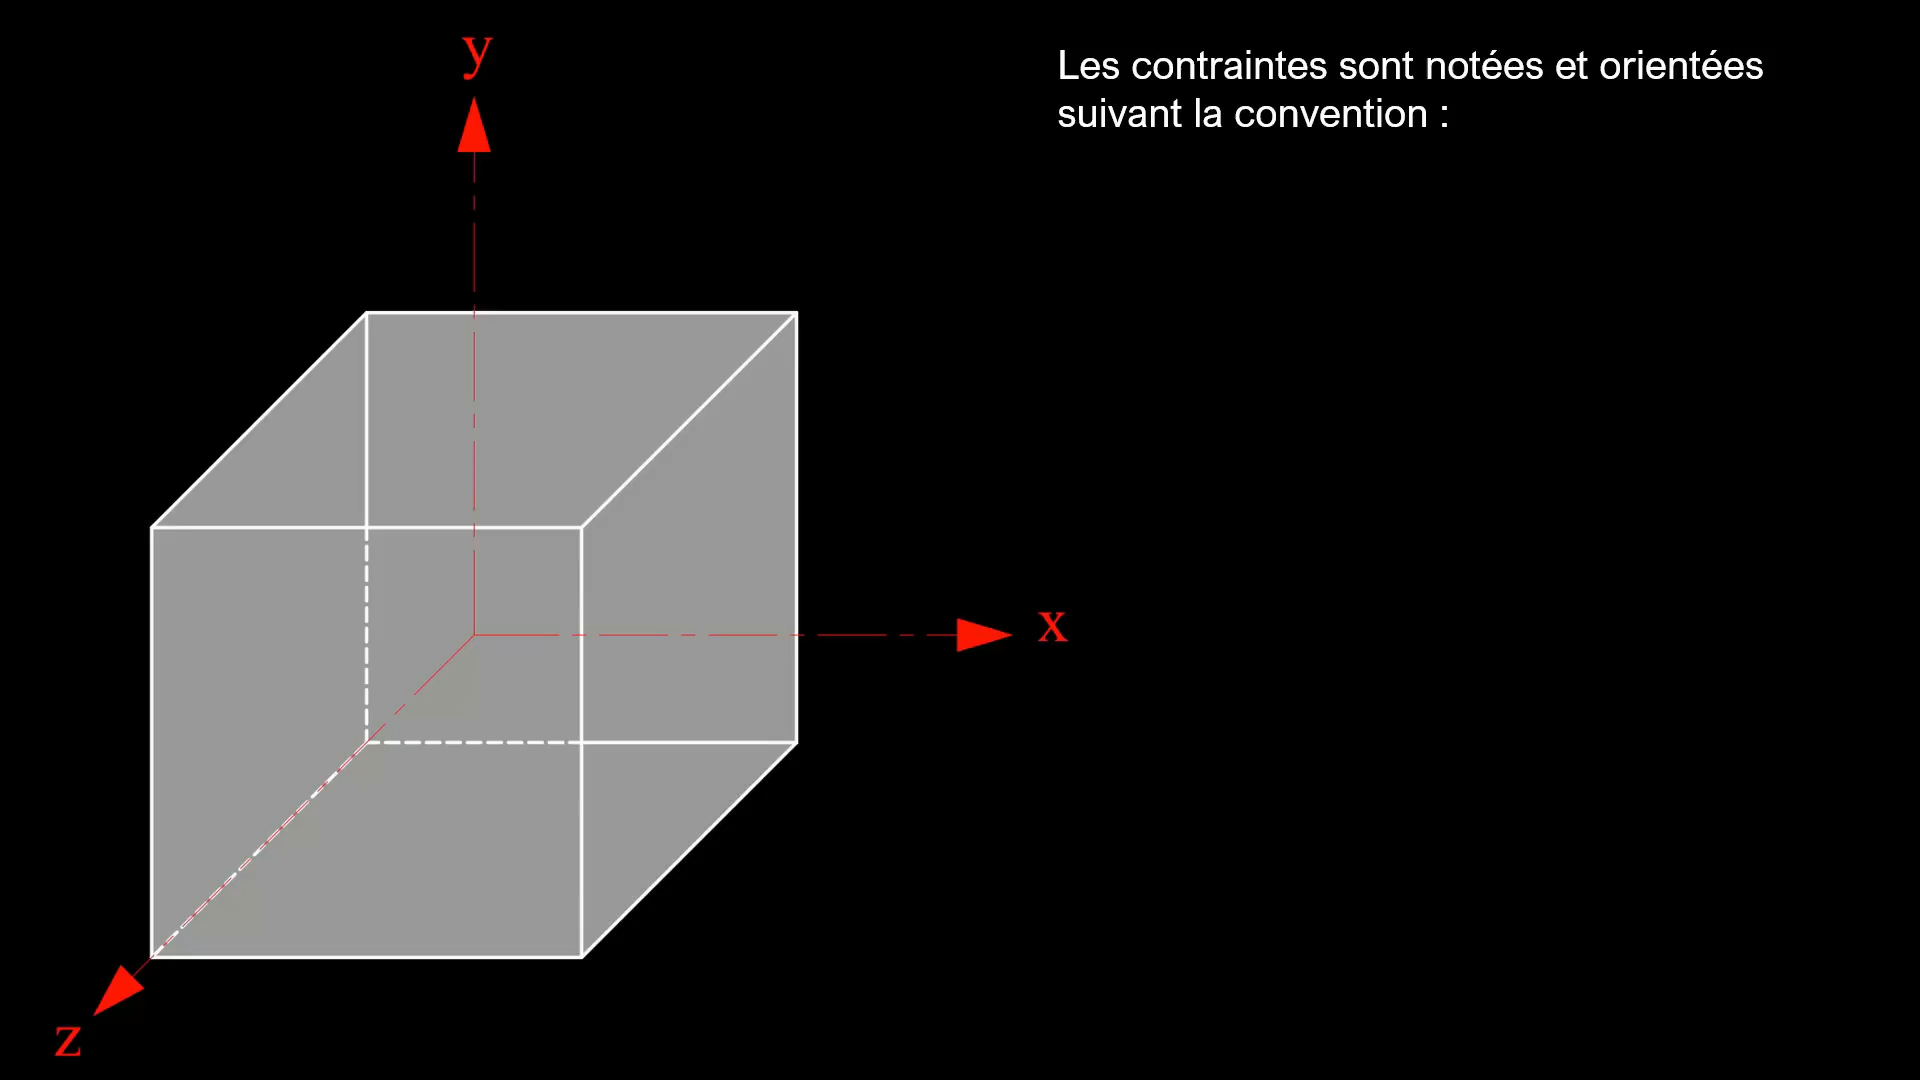 y
Les contraintes sont notées et orientées
suivant la convention :
x
z